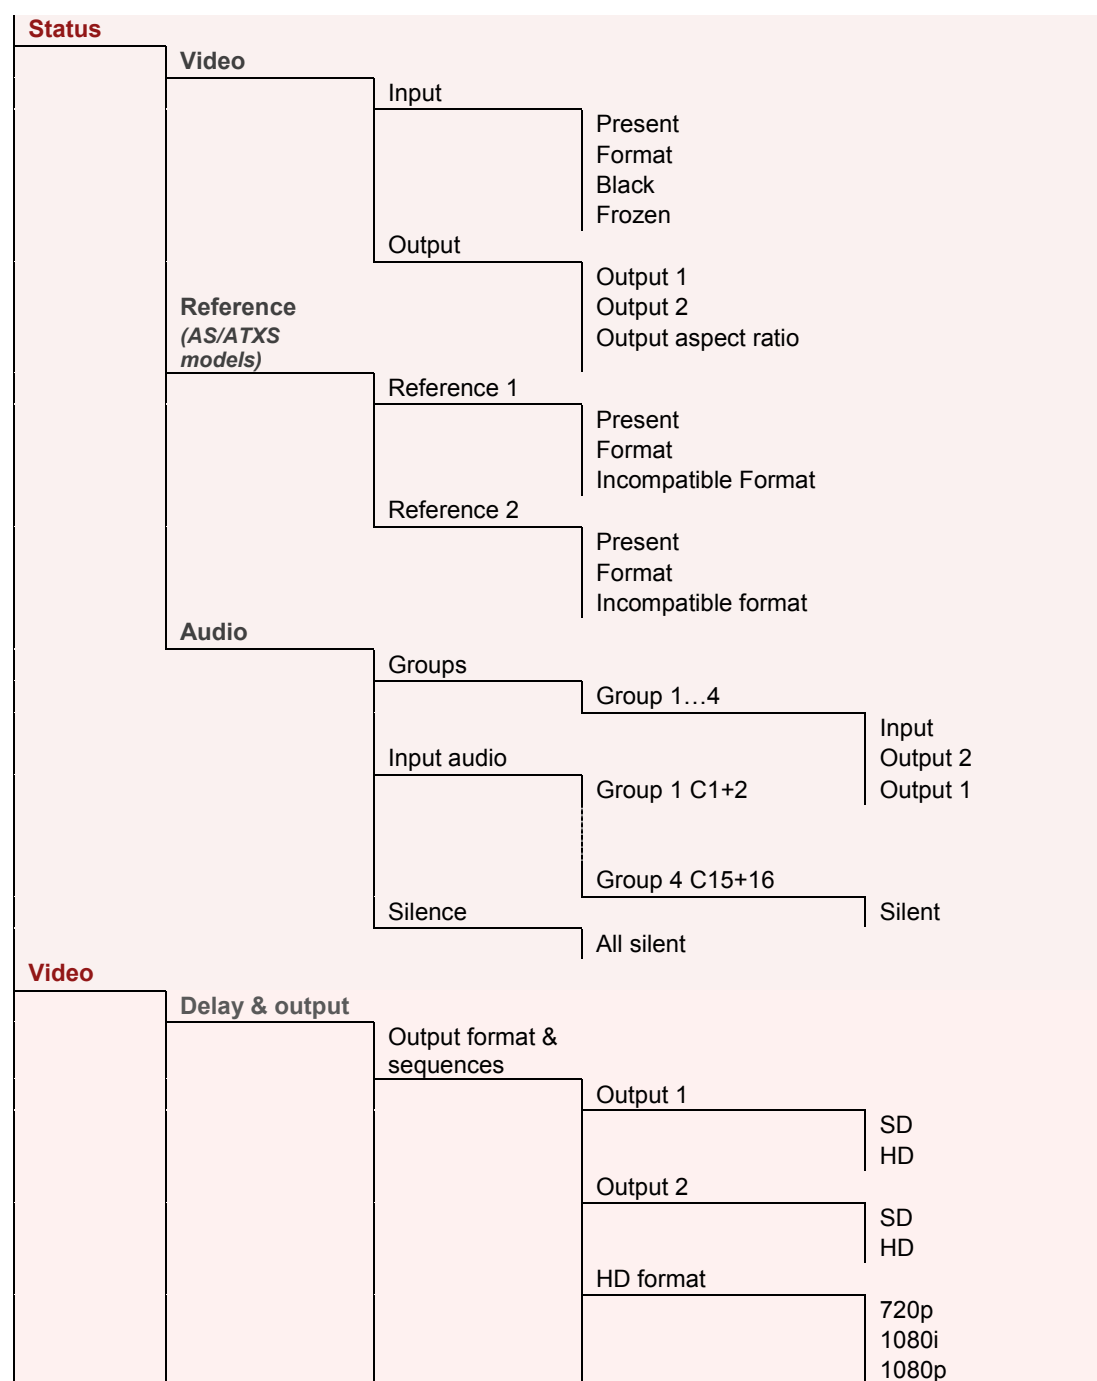 Status
Video
Input
Present
Format
Black
Frozen
Output
Output 1
Output 2
Output aspect ratio
Reference
(AS/ATXS
models)
Reference 1
Present
Format
Incompatible Format
Reference 2
Present
Format
Incompatible format
Audio
Groups
Group 1…4
Input
Output 2
Output 1
Input audio
Group 1 C1+2
Group 4 C15+16
Silent
Silence
All silent
Video
Delay & output
Output format &
sequences
Output 1
SD
HD
Output 2
SD
HD
HD format
720p
1080i
1080p